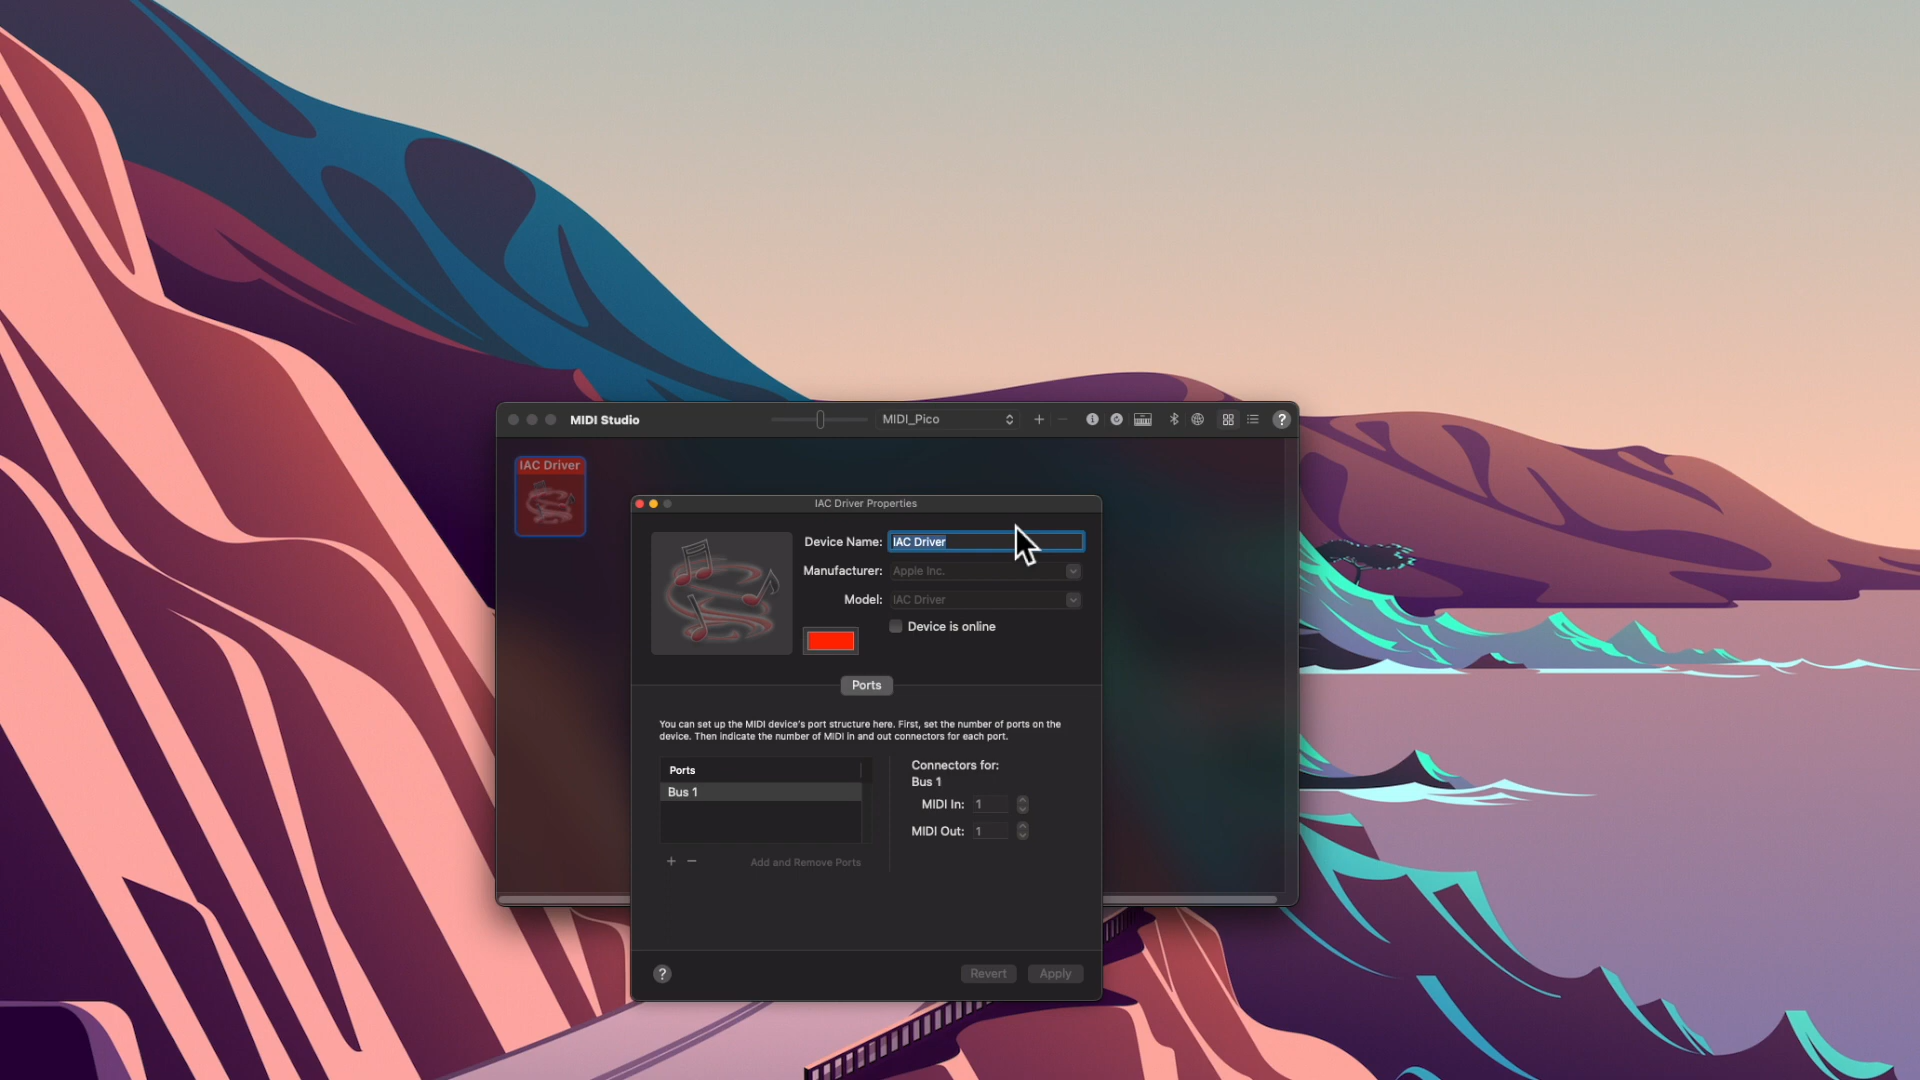 MIDI Studio
MIDI_Pico
IAC Driver
IAC Driver Properties
Device Name: IAC Driver
Manufacturer: Apple Inc.
Model: IAC Driver
Device is online
Ports
You can set up the MIDI device's port structure here. First, set the number of ports on the
device. Then indicate the number of MIDI in and out connectors for each port.
Ports
Bus 1
Add and Remove Ports
Connectors for:
Bus 1
MIDI In: 1
MIDI Out: 1
Revert
Apply